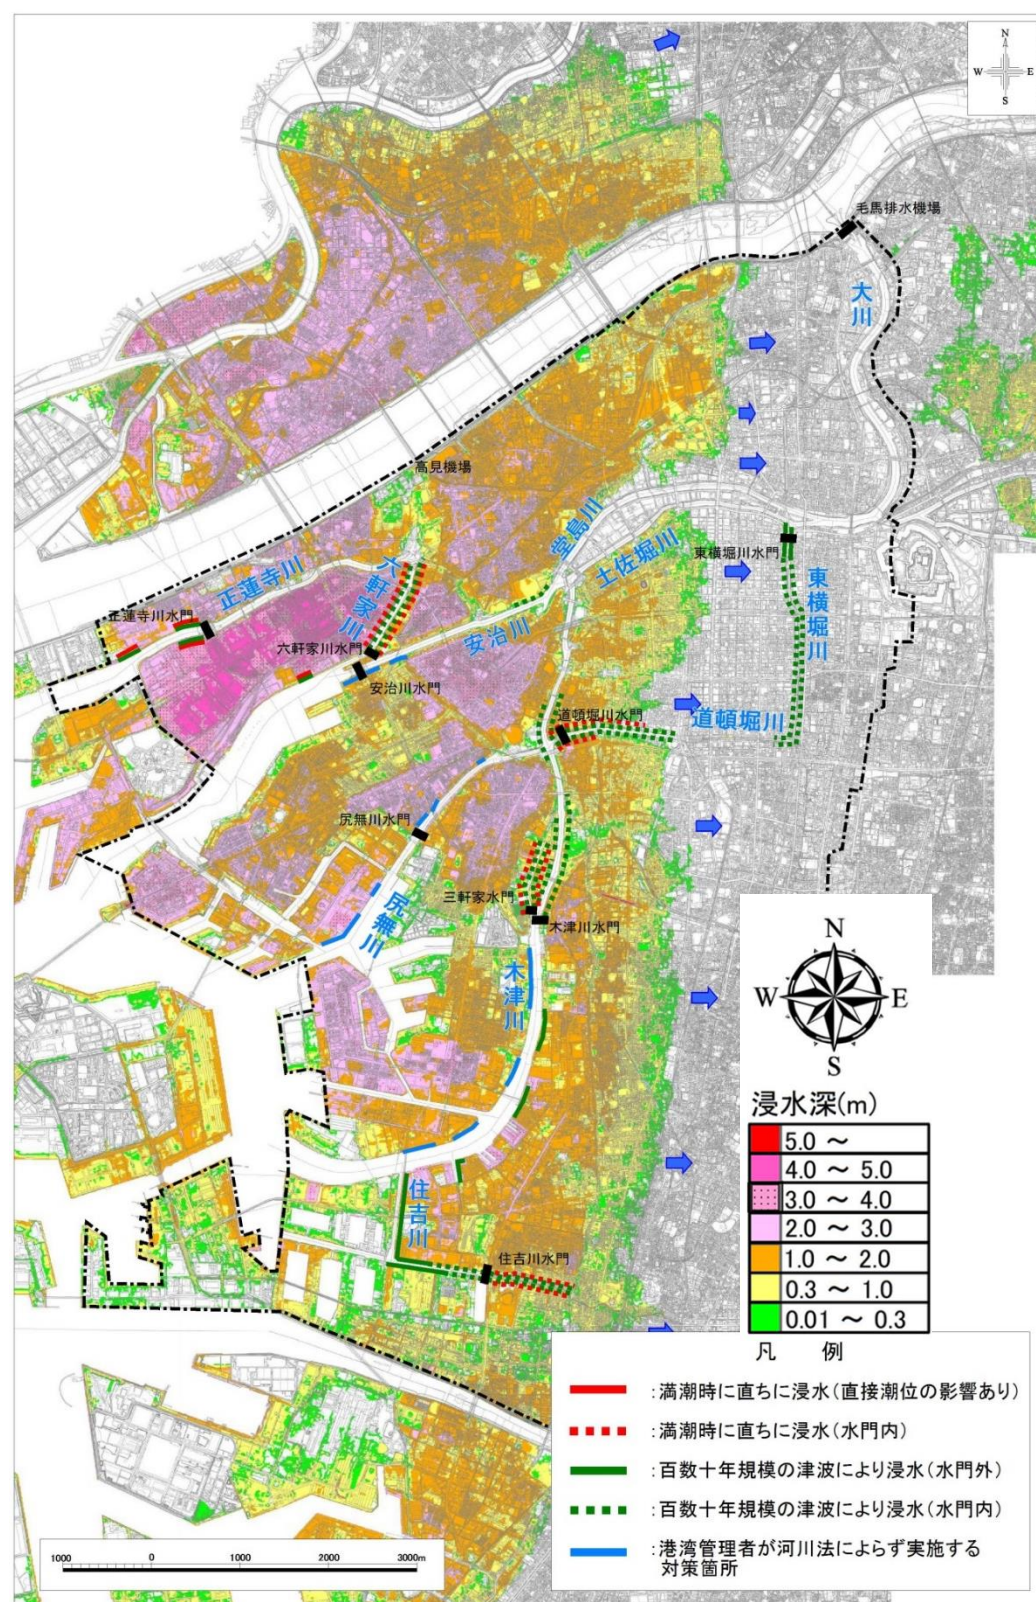 N
W E
S
毛馬排水機場
大川
高見機場
堂島川
土佐堀川
東横堀川水門
六軒家川
正蓮寺川
東横堀川
正蓮寺川水門
安治川
六軒家川水門
安治川水門
道頓堀川水門
道頓堀川
尻無川水門
三軒家水門
尻無川
木津川水門
木津川
N
W E
S
浸水深(m)
5.0 ～
4.0 ～ 5.0
3.0 ～ 4.0
2.0 ～ 3.0
1.0 ～ 2.0
0.3 ～ 1.0
0.01 ～ 0.3
住吉川
住吉川水門
凡 例
:満潮時に直ちに浸水(直接潮位の影響あり)
:満潮時に直ちに浸水(水門内)
:百数十年規模の津波により浸水(水門外)
:百数十年規模の津波により浸水(水門内)
:港湾管理者が河川法によらず実施する
対策箇所
1000 0 1000 2000 3000m